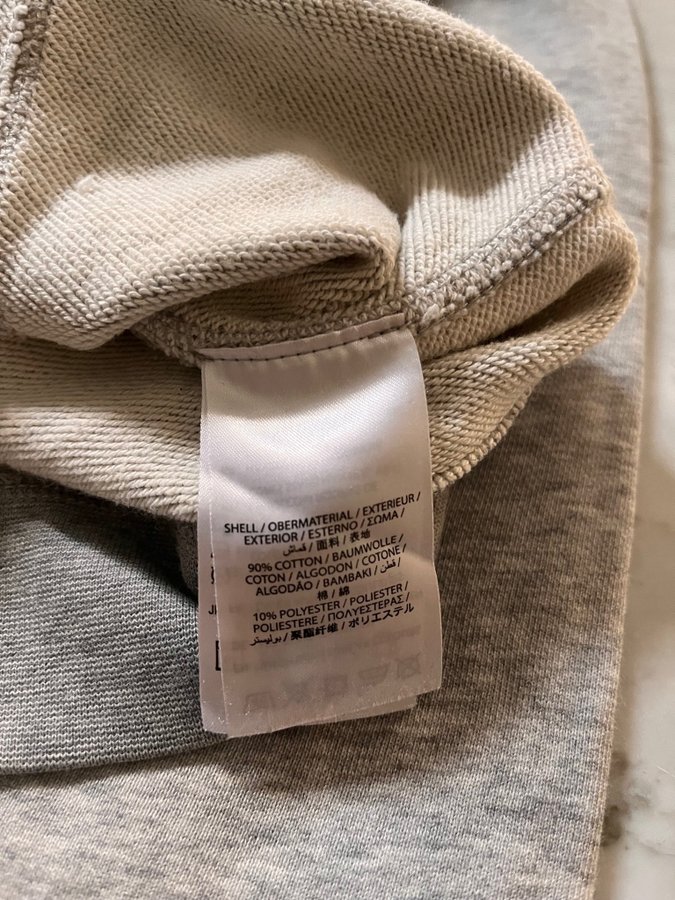 SHELL / OBERMATERIAL / EXTERIEUR /
EXTERIOR / ESTERNO / ΣΩΜΑ /
قماش / 面料 / 表地
90% COTTON / BAUMWOLLE /
COTON / ALGODON / COTONE /
ALGODÃO / BAMBAKI / قطن /
棉 / 綿
10% POLYESTER / POLIESTER /
POLIESTERE / ΠΟΛΥΕΣΤΕΡΑΣ /
بوليستر / 聚酯纤维 / ポリエステル